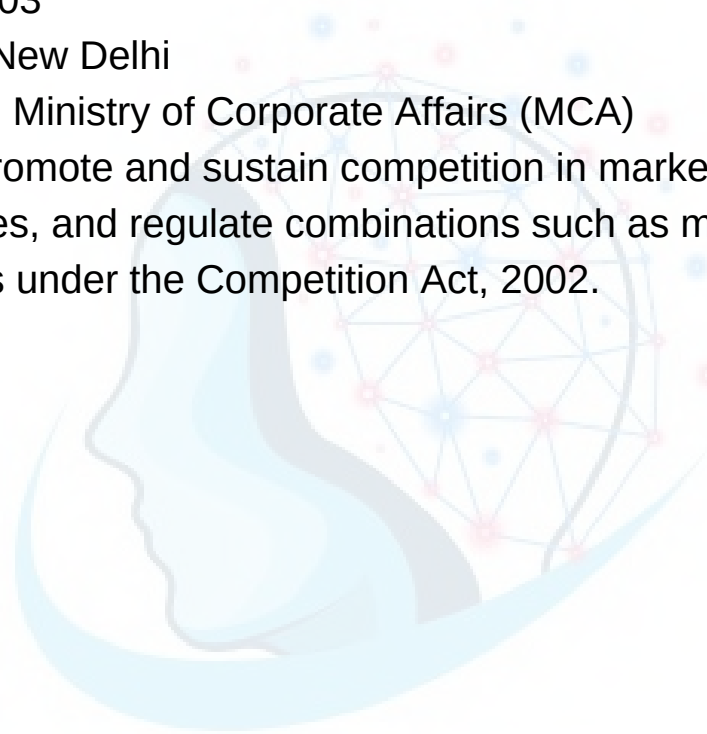 03
New Delhi
Ministry of Corporate Affairs (MCA)
romote and sustain competition in marke
es, and regulate combinations such as m
s under the Competition Act, 2002.